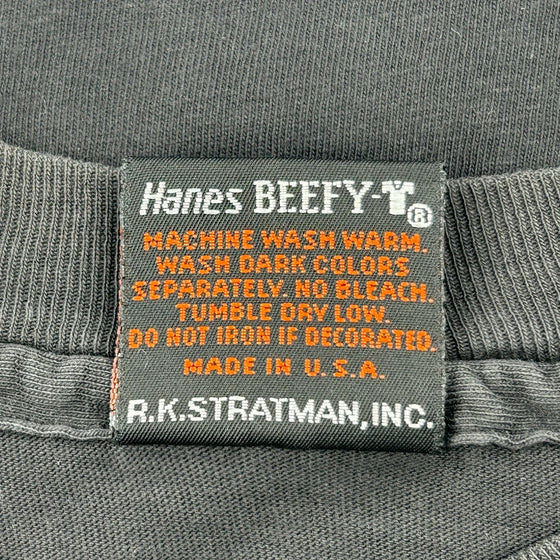 Hanes BEEFY-T®
MACHINE WASH WARM.
WASH DARK COLORS
SEPARATELY. NO BLEACH.
TUMBLE DRY LOW.
DO NOT IRON IF DECORATED.
MADE IN U.S.A.
R.K.STRATMAN, INC.